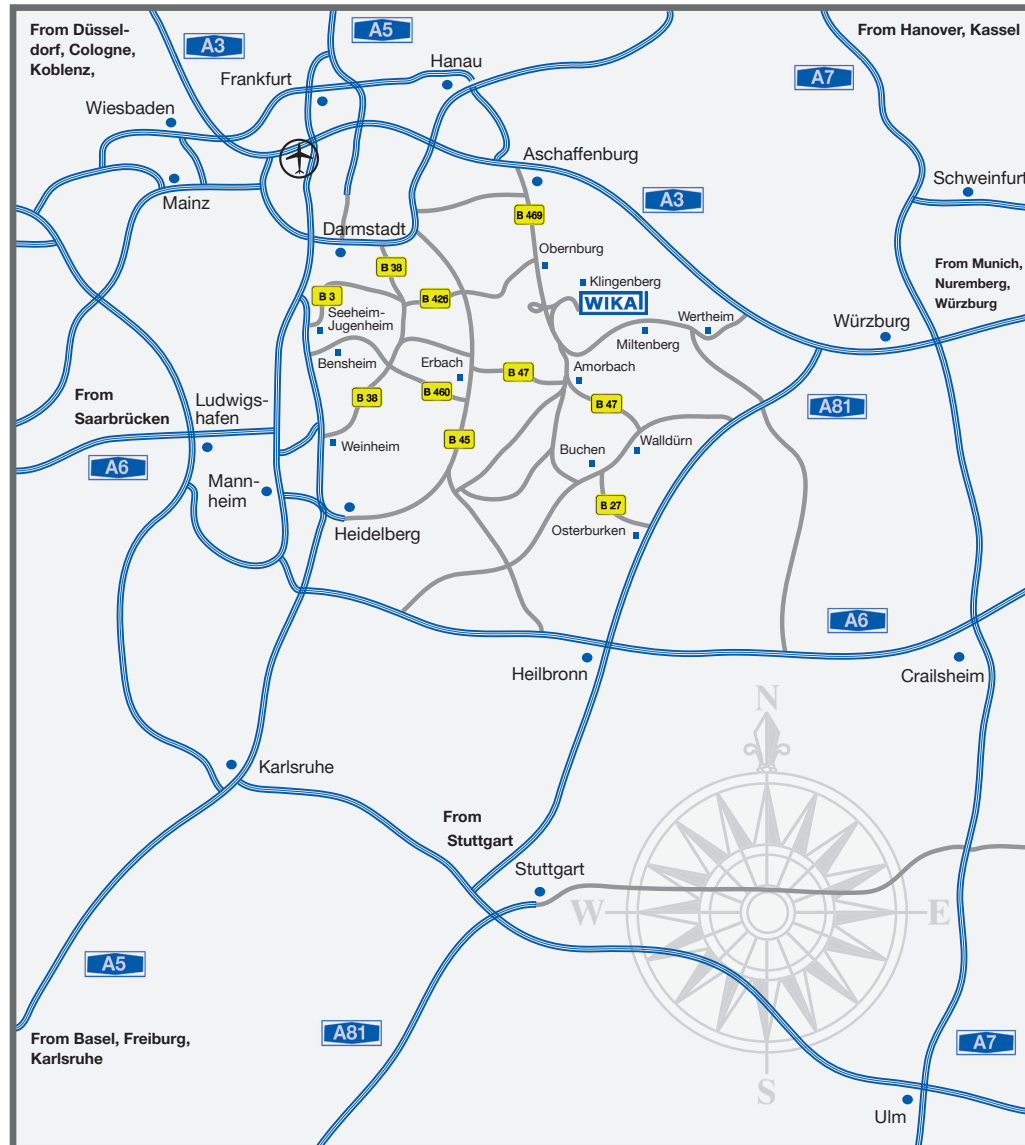 From Düssel-
dorf, Cologne,
Koblenz,
A3
A5
From Hanover, Kassel
A7
Hanau
Frankfurt
Wiesbaden
Aschaffenburg
Schweinfurt
Mainz
A3
B 469
Darmstadt
Obernburg
B 38
From Munich,
Nuremberg,
Würzburg
Klingenberg
B 3
B 426
WIKA
Seeheim-
Jugenheim
Wertheim
Würzburg
Miltenberg
Bensheim
Erbach
B 47
Amorbach
From
Saarbrücken
Ludwigs-
hafen
B 38
B 460
B 47
A81
Weinheim
B 45
Buchen
Walldürn
A6
Mann-
heim
B 27
Heidelberg
Osterburken
A6
Heilbronn
Crailsheim
N
Karlsruhe
From
Stuttgart
Stuttgart
W
E
A5
From Basel, Freiburg,
Karlsruhe
A81
A7
S
Ulm